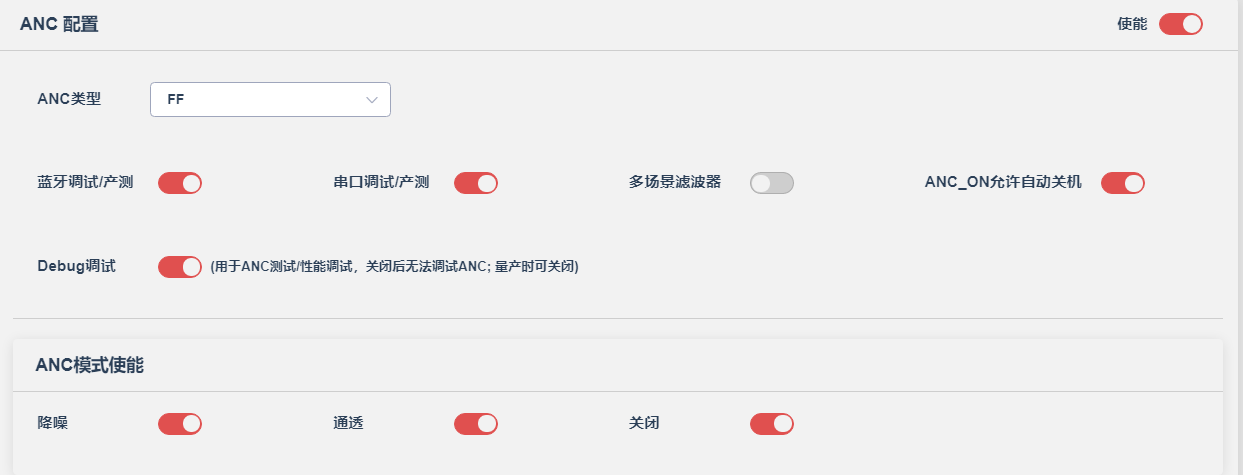 ANC 配置
使能
ANC类型
FF
蓝牙调试/产测
串口调试/产测
多场景滤波器
ANC_ON允许自动关机
Debug调试
(用于ANC测试/性能调试，关闭后无法调试ANC; 量产时可关闭)
ANC模式使能
降噪
通透
关闭